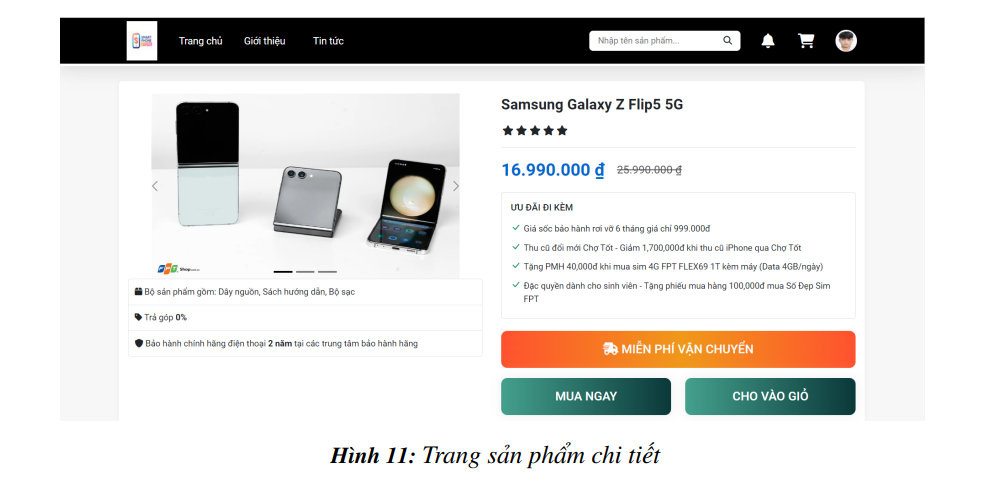 SMART PHONE
Trang chủ
Giới thiệu
Tin tức
Nhập tên sản phẩm...
Samsung Galaxy Z Flip5 5G
16.990.000 ₫ 25.990.000 ₫
ƯU ĐÃI ĐI KÈM
Giá sốc bảo hành rơi vỡ 6 tháng giá chỉ 999.000đ
Thu cũ đổi mới Chợ Tốt - Giảm 1,700,000đ khi thu cũ iPhone qua Chợ Tốt
Tặng PMH 40,000đ khi mua sim 4G FPT FLEX69 1T kèm máy (Data 4GB/ngày)
Đặc quyền dành cho sinh viên - Tặng phiếu mua hàng 100,000đ mua Số Đẹp Sim
FPT
MIỄN PHÍ VẬN CHUYỂN
MUA NGAY
CHO VÀO GIỎ
FPT Shop.com.vn
Bộ sản phẩm gồm: Dây nguồn, Sách hướng dẫn, Bộ sạc
Trả góp 0%
Bảo hành chính hãng điện thoại 2 năm tại các trung tâm bảo hành hãng
Hình 11: Trang sản phẩm chi tiết